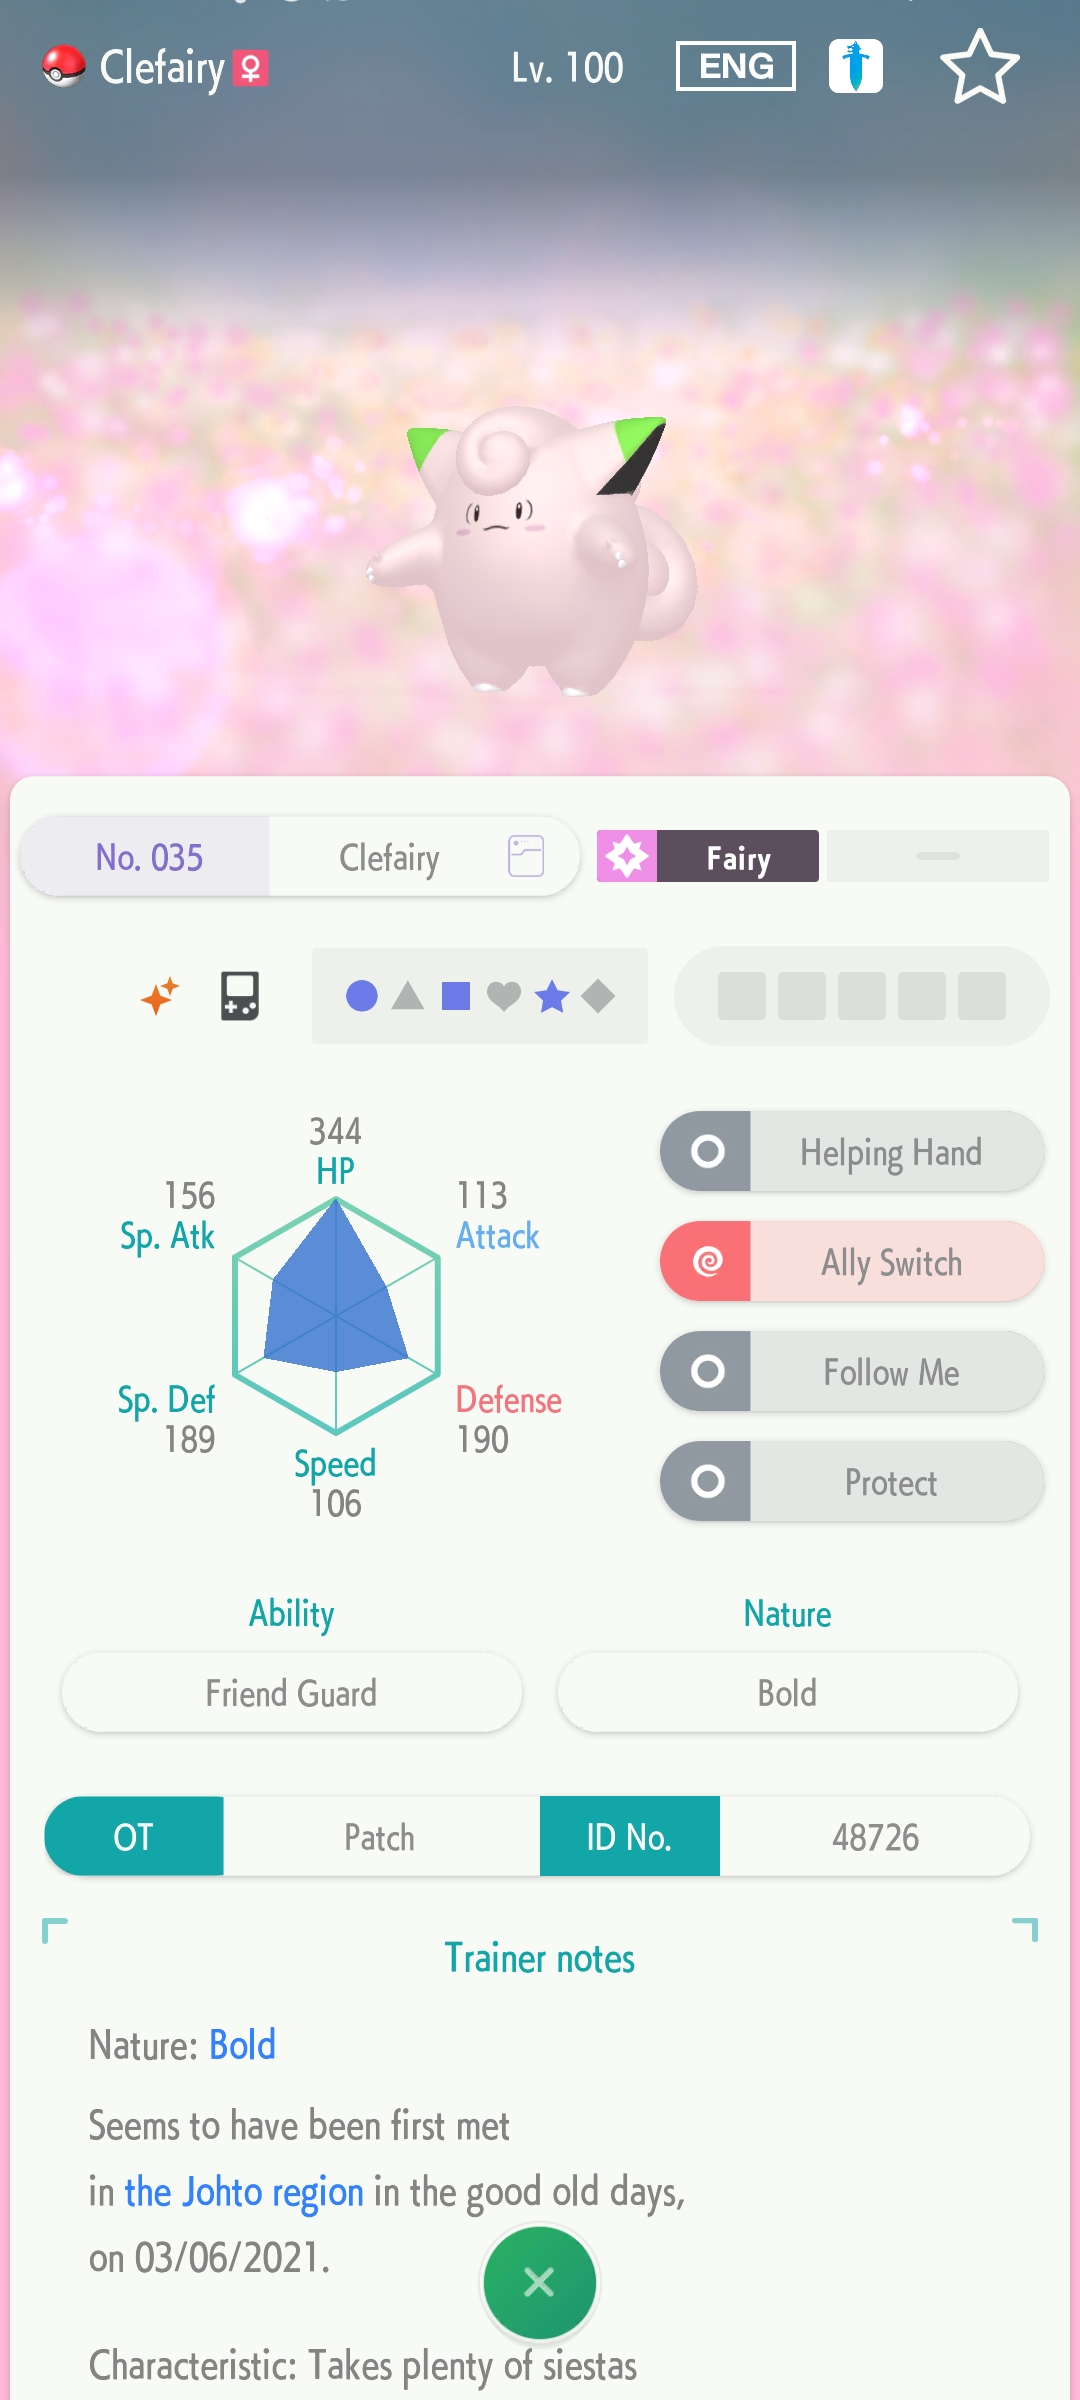 Clefairy ♀ Lv. 100 ENG
No. 035 Clefairy Fairy
344
HP
156 113
Sp. Atk Attack
Sp. Def Defense
189 190
Speed
106
Helping Hand
Ally Switch
Follow Me
Protect
Ability Nature
Friend Guard Bold
OT Patch ID No. 48726
Trainer notes
Nature: Bold
Seems to have been first met
in the Johto region in the good old days,
on 03/06/2021.
Characteristic: Takes plenty of siestas